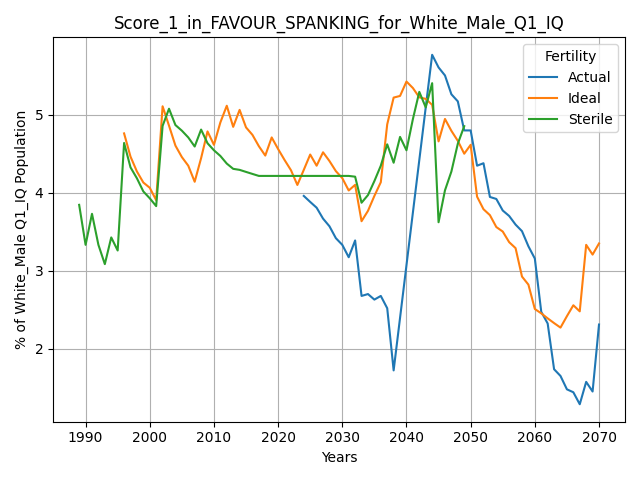 Score_1_in_FAVOUR_SPANKING_for_White_Male_Q1_IQ
Fertility
Actual
Ideal
Sterile
% of White_Male Q1_IQ Population
5
4
3
2
1990 2000 2010 2020 2030 2040 2050 2060 2070
Years